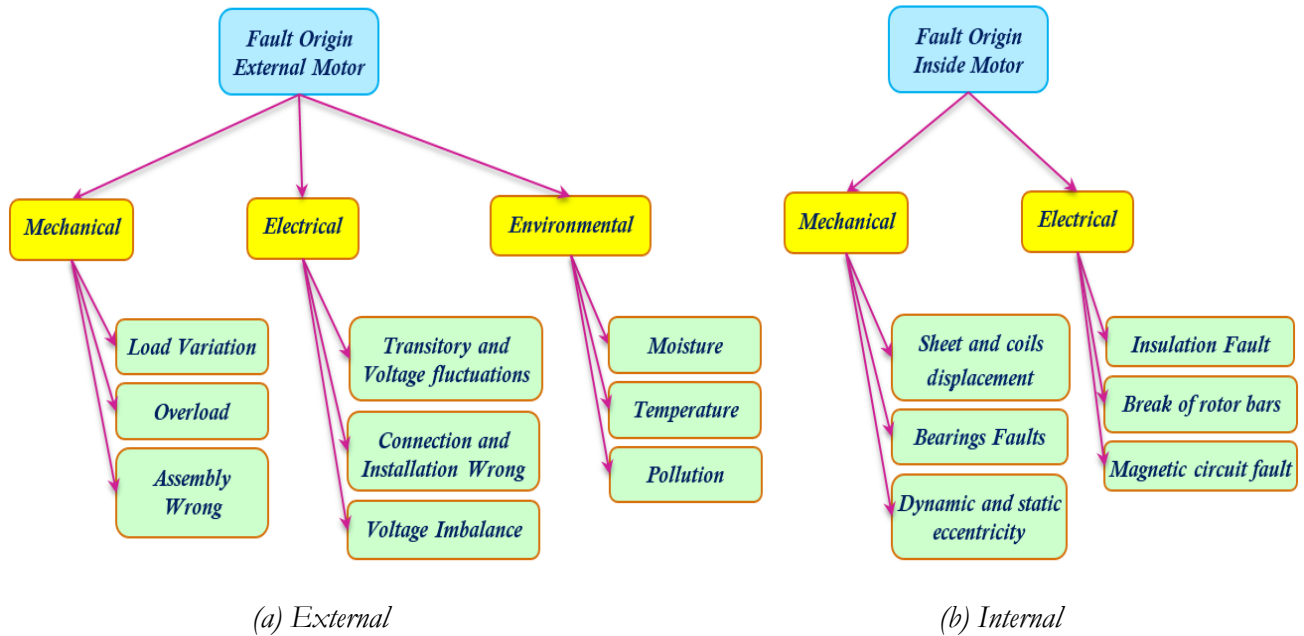 Fault Origin
External Motor
Mechanical
Electrical
Environmental
Load Variation
Overload
Assembly
Wrong
Transitory and
Voltage fluctuations
Connection and
Installation Wrong
Voltage Imbalance
Moisture
Temperature
Pollution
(a) External
Fault Origin
Inside Motor
Mechanical
Electrical
Sheet and coils
displacement
Bearings Faults
Dynamic and static
eccentricity
Insulation Fault
Break of rotor bars
Magnetic circuit fault
(b) Internal